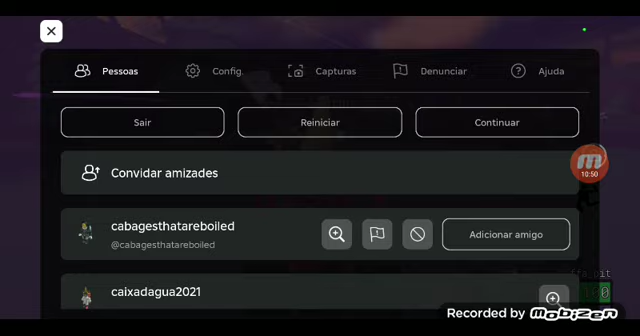 Pessoas
Config.
Capturas
Denunciar
Ajuda
Sair
Reiniciar
Continuar
Convidar amizades
10:50
cabagesthatareboiled
@cabagesthatareboiled
Adicionar amigo
caixadagua2021
Recorded by MOBIZEN